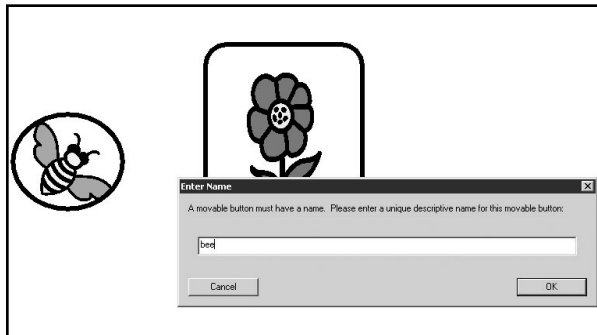 Enter Name
A movable button must have a name. Please enter a unique descriptive name for this movable button:
bee
Cancel OK